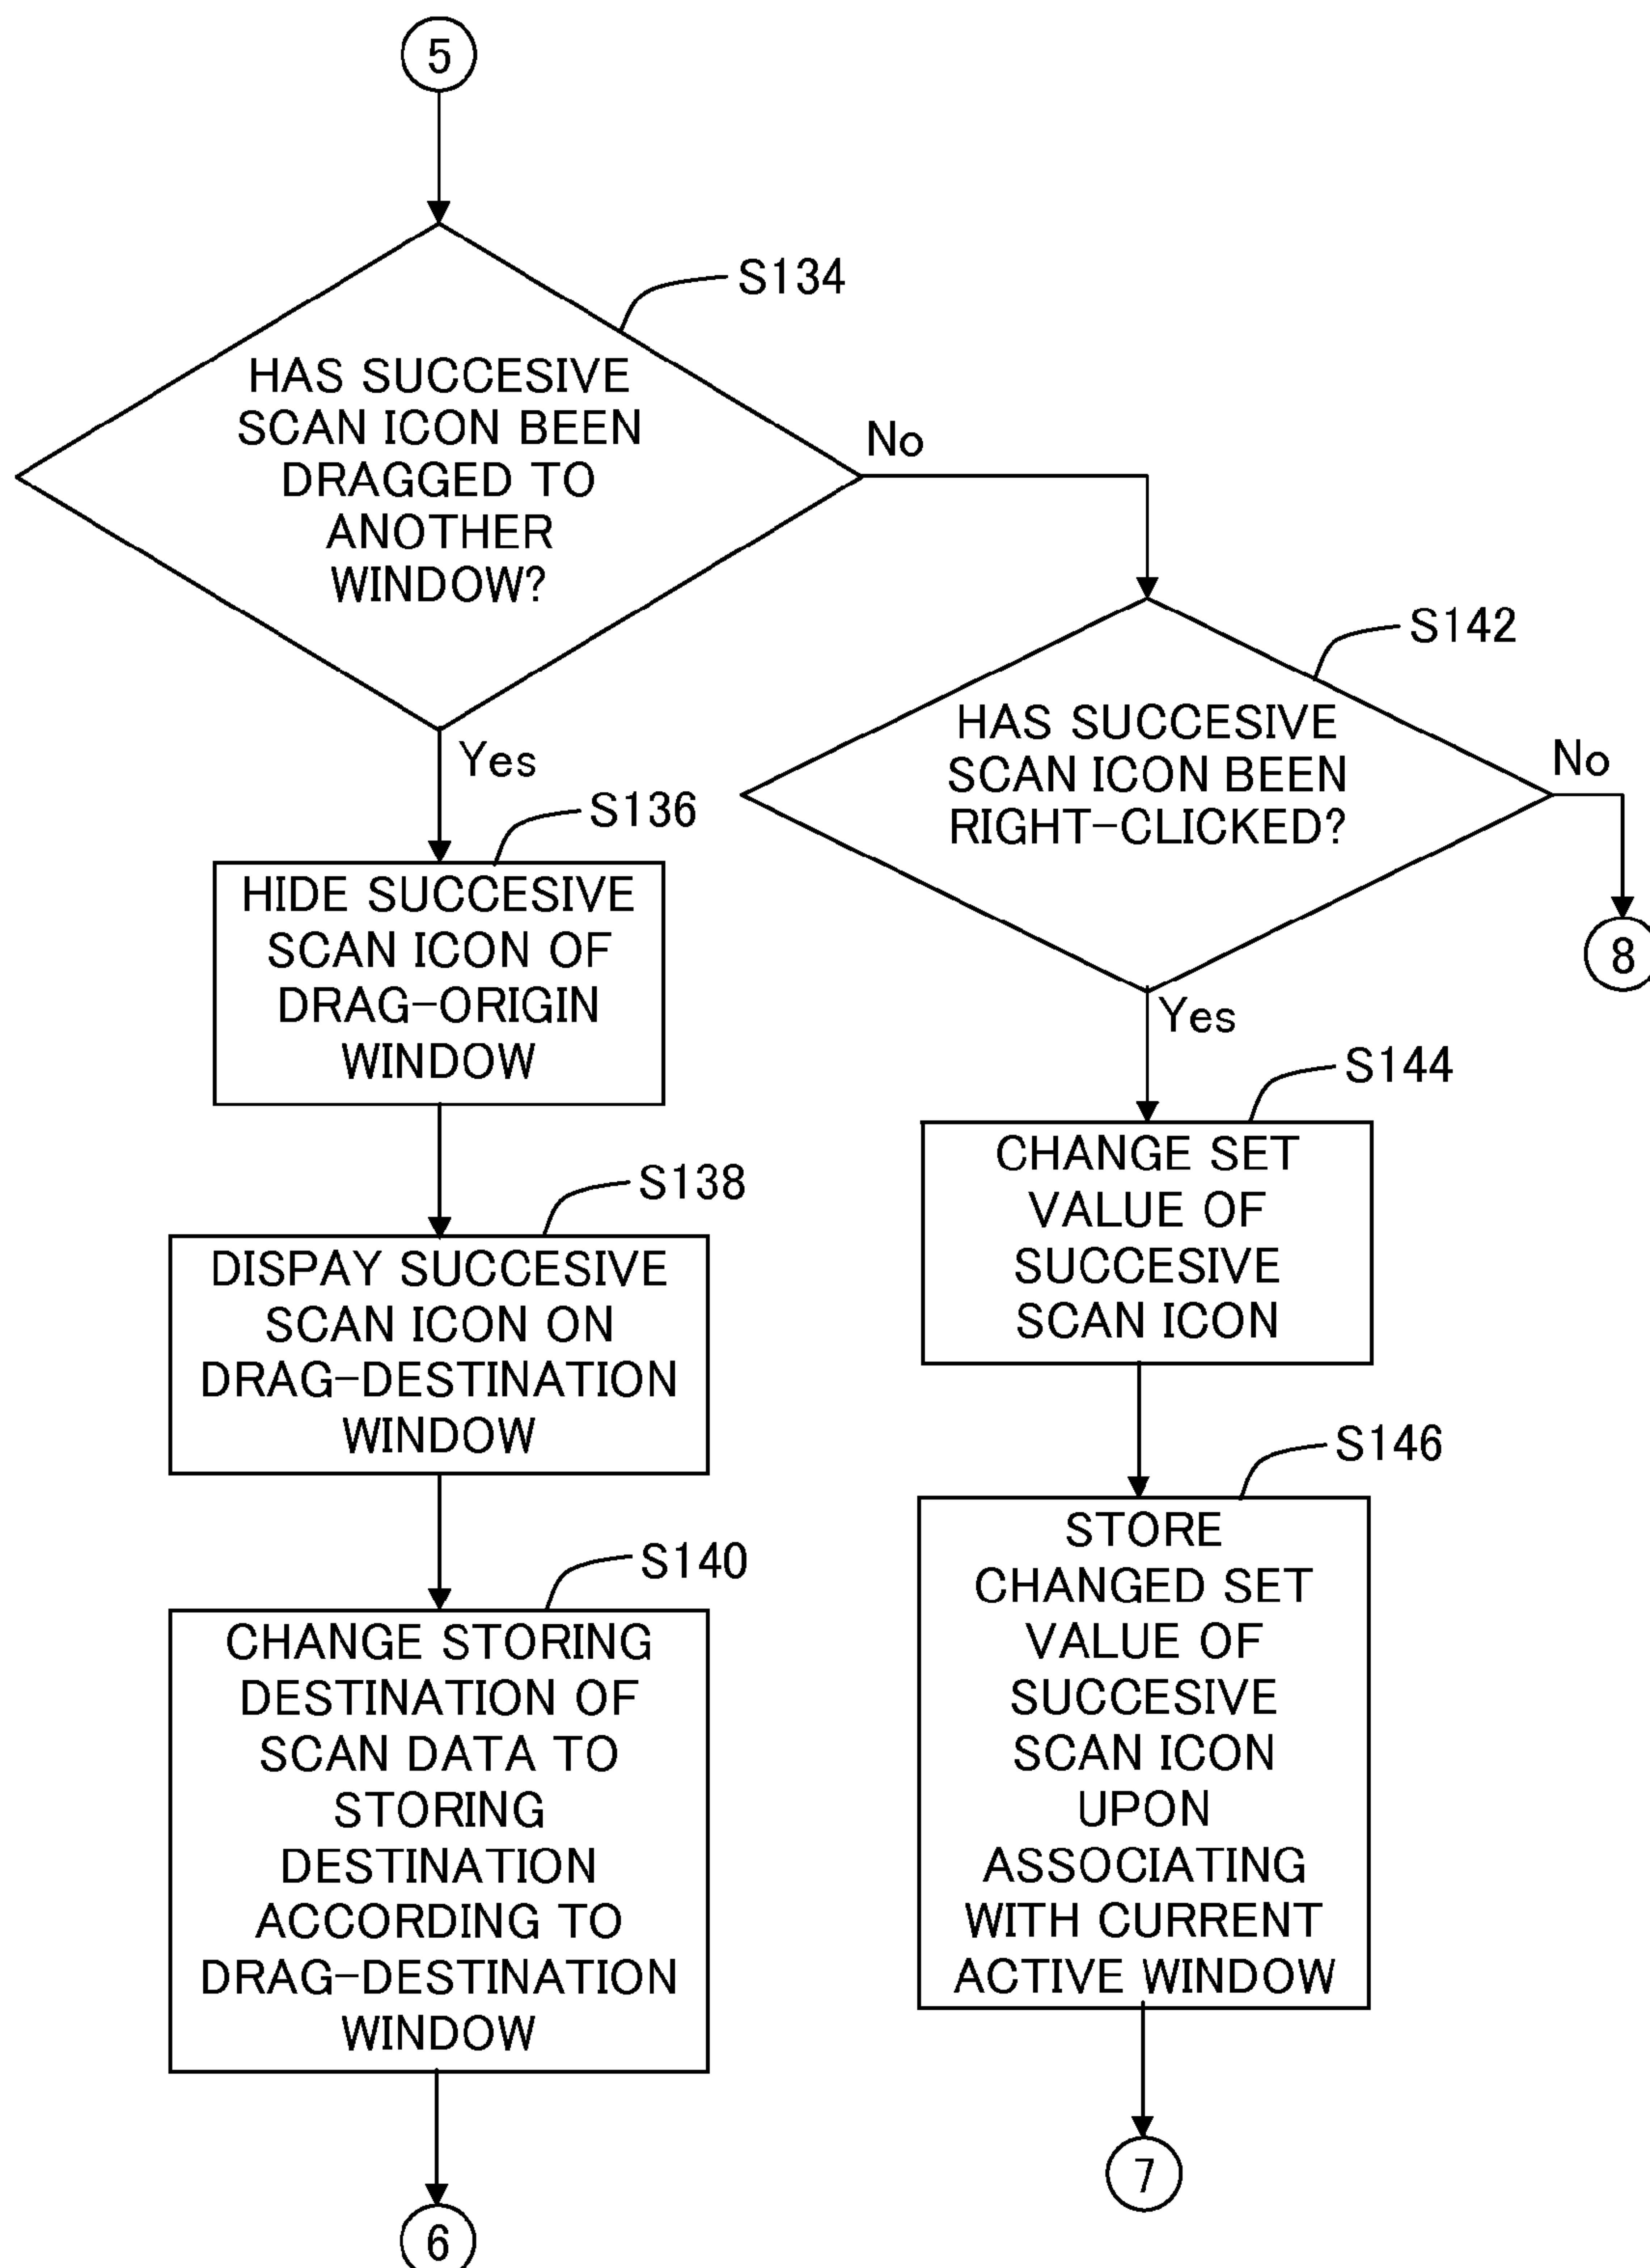 5
S134
HAS SUCCESIVE
SCAN ICON BEEN
DRAGGED TO
ANOTHER
WINDOW?
No
Yes
S136
HIDE SUCCESIVE
SCAN ICON OF
DRAG-ORIGIN
WINDOW
S138
DISPAY SUCCESIVE
SCAN ICON ON
DRAG-DESTINATION
WINDOW
S140
CHANGE STORING
DESTINATION OF
SCAN DATA TO
STORING
DESTINATION
ACCORDING TO
DRAG-DESTINATION
WINDOW
6
S142
HAS SUCCESIVE
SCAN ICON BEEN
RIGHT-CLICKED?
No
8
Yes
S144
CHANGE SET
VALUE OF
SUCCESIVE
SCAN ICON
S146
STORE
CHANGED SET
VALUE OF
SUCCESIVE
SCAN ICON
UPON
ASSOCIATING
WITH CURRENT
ACTIVE WINDOW
7